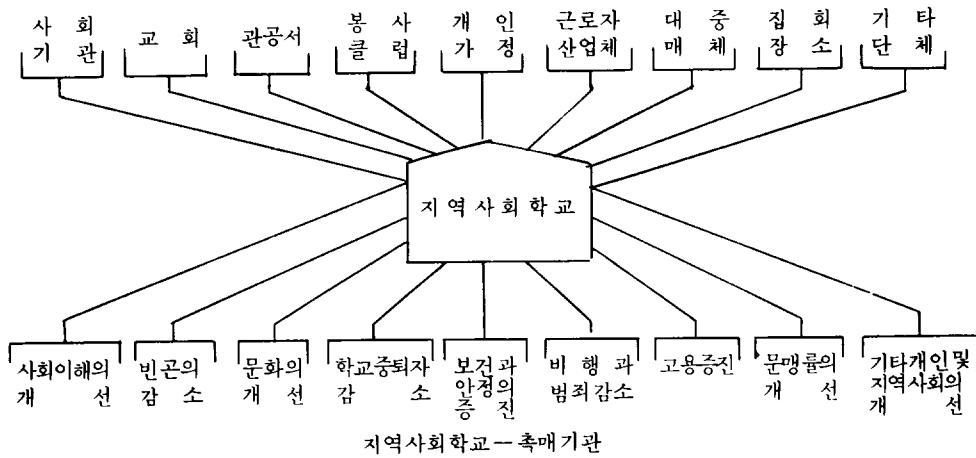 사 회
기 관
교 회
관공서
봉 사
클 럽
개 인
가 정
근로자
산업체
대 중
매 체
집 회
장 소
기 타
단 체
지 역 사 회 학 교
사회이해의
개 선
빈곤의
감 소
문화의
개 선
학교중퇴자
감 소
보건과
안정의
증 진
비 행 과
범죄감소
고용증진
문맹률의
개 선
기타개인및
지역사회의
개 선
지역사회학교--촉매기관